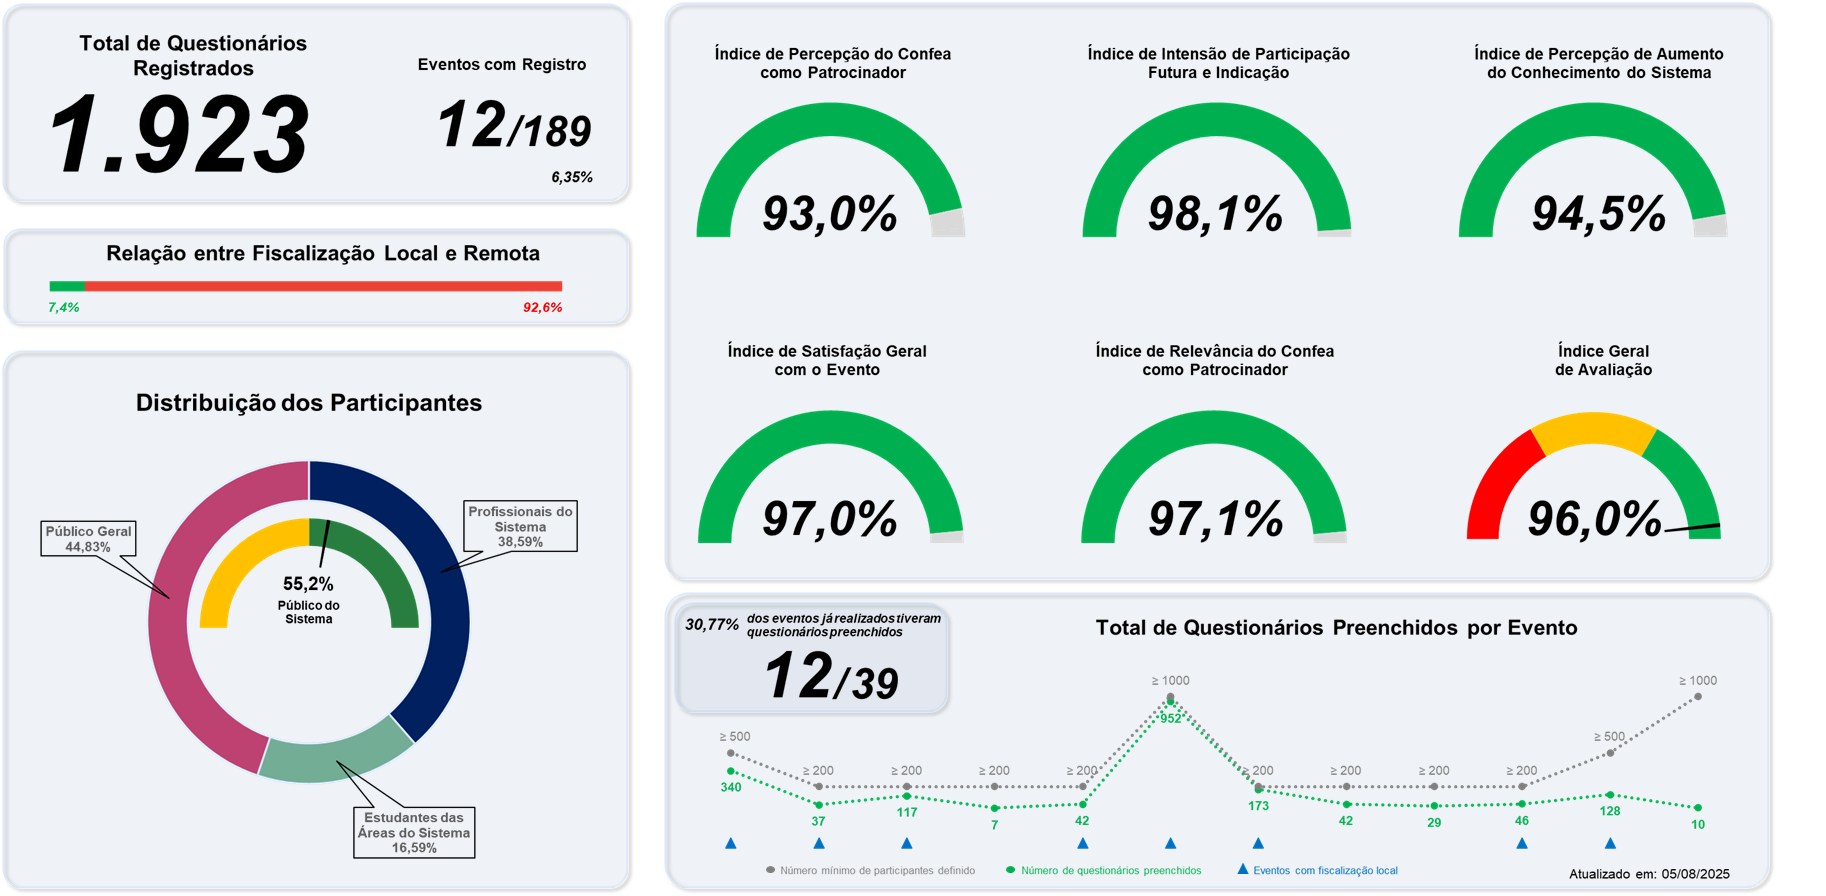 Total de Questionários
Registrados
1.923
Eventos com Registro
12/189
6,35%
Relação entre Fiscalização Local e Remota
7,4%
92,6%
Distribuição dos Participantes
Público Geral
44,83%
Profissionais do
Sistema
38,59%
55,2%
Público do
Sistema
Estudantes das
Áreas do Sistema
16,59%
Índice de Percepção do Confea
como Patrocinador
93,0%
Índice de Intensão de Participação
Futura e Indicação
98,1%
Índice de Percepção de Aumento
do Conhecimento do Sistema
94,5%
Índice de Satisfação Geral
com o Evento
97,0%
Índice de Relevância do Confea
como Patrocinador
97,1%
Índice Geral
de Avaliação
96,0%
30,77%
dos eventos já realizados tiveram
questionários preenchidos
12/39
Total de Questionários Preenchidos por Evento
≥ 500
≥ 200
≥ 200
≥ 200
≥ 200
≥ 1000
≥ 200
≥ 200
≥ 200
≥ 200
≥ 500
≥ 1000
340
37
117
7
42
952
173
42
29
46
128
10
Número mínimo de participantes definido
Número de questionários preenchidos
Eventos com fiscalização local
Atualizado em: 05/08/2025